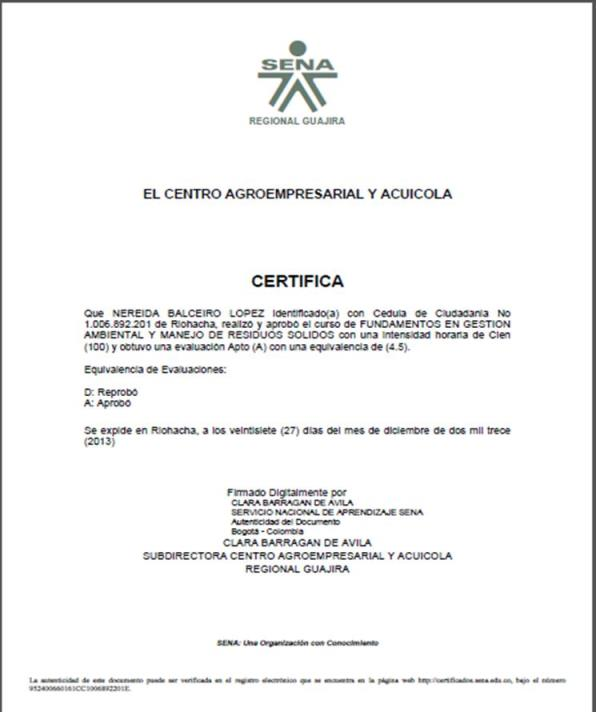 SENA
REGIONAL GUAJIRA
EL CENTRO AGROEMPRESARIAL Y ACUICOLA
CERTIFICA
Que NEREIDA BALCEIRO LOPEZ Identificado(a) con Cedula de Ciudadania No
1.006.892.201 de Riohacha, realizó y aprobó el curso de FUNDAMENTOS EN GESTION
AMBIENTAL Y MANEJO DE RESIDUOS SOLIDOS con una intensidad horaria de Cien
(100) y obtuvo una evaluación Apto (A) con una equivalencia de (4.5).
Equivalencia de Evaluaciones:
D: Reprobó
A: Aprobó
Se expide en Riohacha, a los veintisiete (27) días del mes de diciembre de dos mil trece
(2013)
Firmado Digitalmente por
CLARA BARRAGAN DE AVILA
SERVICIO NACIONAL DE APRENDIZAJE SENA
Autenticidad del Documento
Bogotá - Colombia
CLARA BARRAGAN DE AVILA
SUBDIRECTORA CENTRO AGROEMPRESARIAL Y ACUICOLA
REGIONAL GUAJIRA
SENA: Una Organización con Conocimiento
La autenticidad de este documento puede ser verificada en el registro electrónico que se encuentra en la página web http://certificados.sena.edu.co, bajo el número
952400660161CC1006892201E.